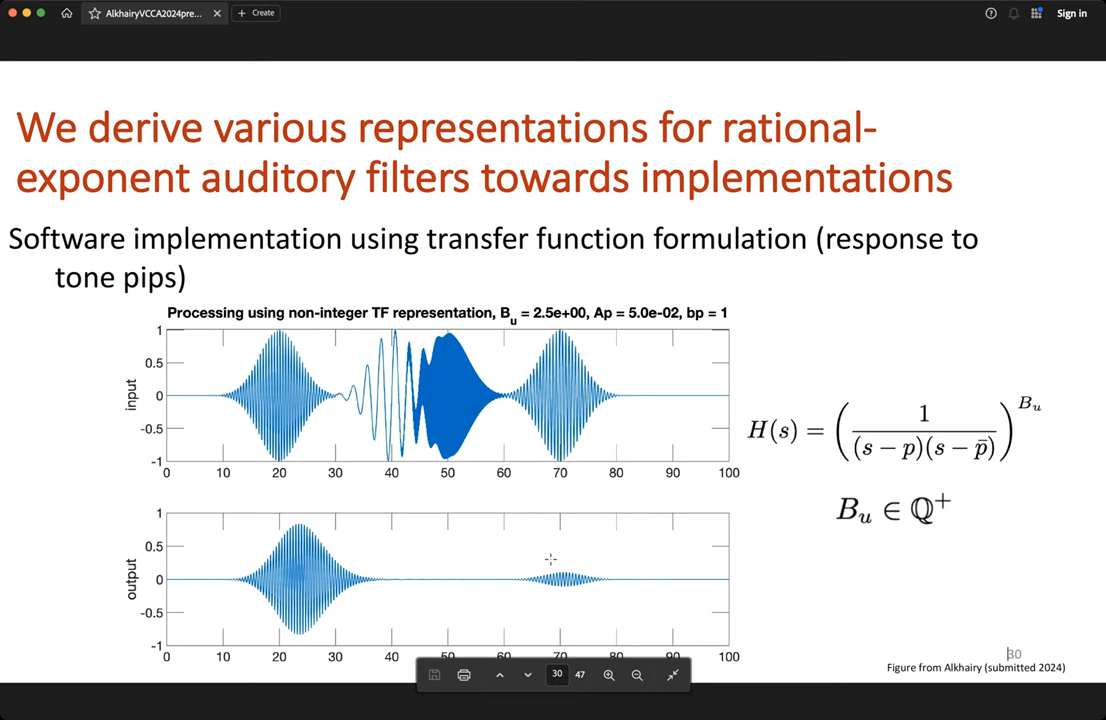 AlkhairyVCCA2024pre... Create Sign in
We derive various representations for rational-
exponent auditory filters towards implementations
Software implementation using transfer function formulation (response to
tone pips)
Processing using non-integer TF representation, B_u = 2.5e+00, Ap = 5.0e-02, bp = 1
1
0.5
0
-0.5
-1
input
0 10 20 30 40 50 60 70 80 90 100
H(s) = (1 / ((s − p)(s − p̄)))^{B_u}
B_u ∈ ℚ⁺
1
0.5
0
-0.5
-1
output
0 10 20 30 40 50 60 70 80 90 100
30
Figure from Alkhairy (submitted 2024)
30 47